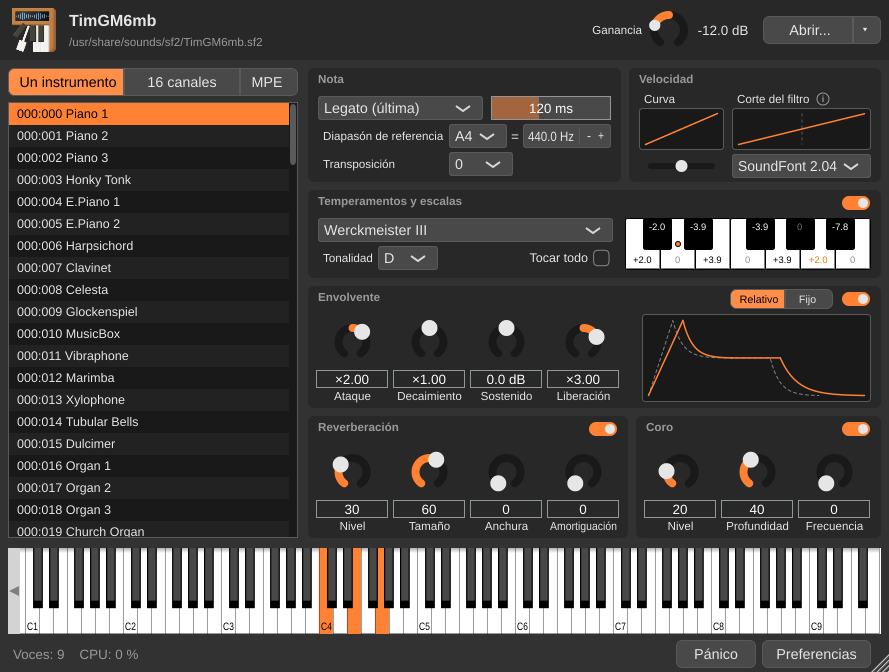 TimGM6mb
/usr/share/sounds/sf2/TimGM6mb.sf2
Ganancia
-12.0 dB
Abrir...
Un instrumento
16 canales
MPE
000:000 Piano 1
000:001 Piano 2
000:002 Piano 3
000:003 Honky Tonk
000:004 E.Piano 1
000:005 E.Piano 2
000:006 Harpsichord
000:007 Clavinet
000:008 Celesta
000:009 Glockenspiel
000:010 MusicBox
000:011 Vibraphone
000:012 Marimba
000:013 Xylophone
000:014 Tubular Bells
000:015 Dulcimer
000:016 Organ 1
000:017 Organ 2
000:018 Organ 3
000:019 Church Organ
Nota
Legato (última)
120 ms
Diapasón de referencia
A4
=
440.0 Hz
- +
Transposición
0
Velocidad
Curva
Corte del filtro
i
SoundFont 2.04
Temperamentos y escalas
Werckmeister III
Tonalidad
D
Tocar todo
-2.0 -3.9 -3.9 0 -7.8
+2.0 0 +3.9 0 +3.9 +2.0 0
Envolvente
Relativo
Fijo
×2.00
×1.00
0.0 dB
×3.00
Ataque
Decaimiento
Sostenido
Liberación
Reverberación
30
60
0
0
Nivel
Tamaño
Anchura
Amortiguación
Coro
20
40
0
Nivel
Profundidad
Frecuencia
C1 C2 C3 C4 C5 C6 C7 C8 C9
Voces: 9
CPU: 0 %
Pánico
Preferencias